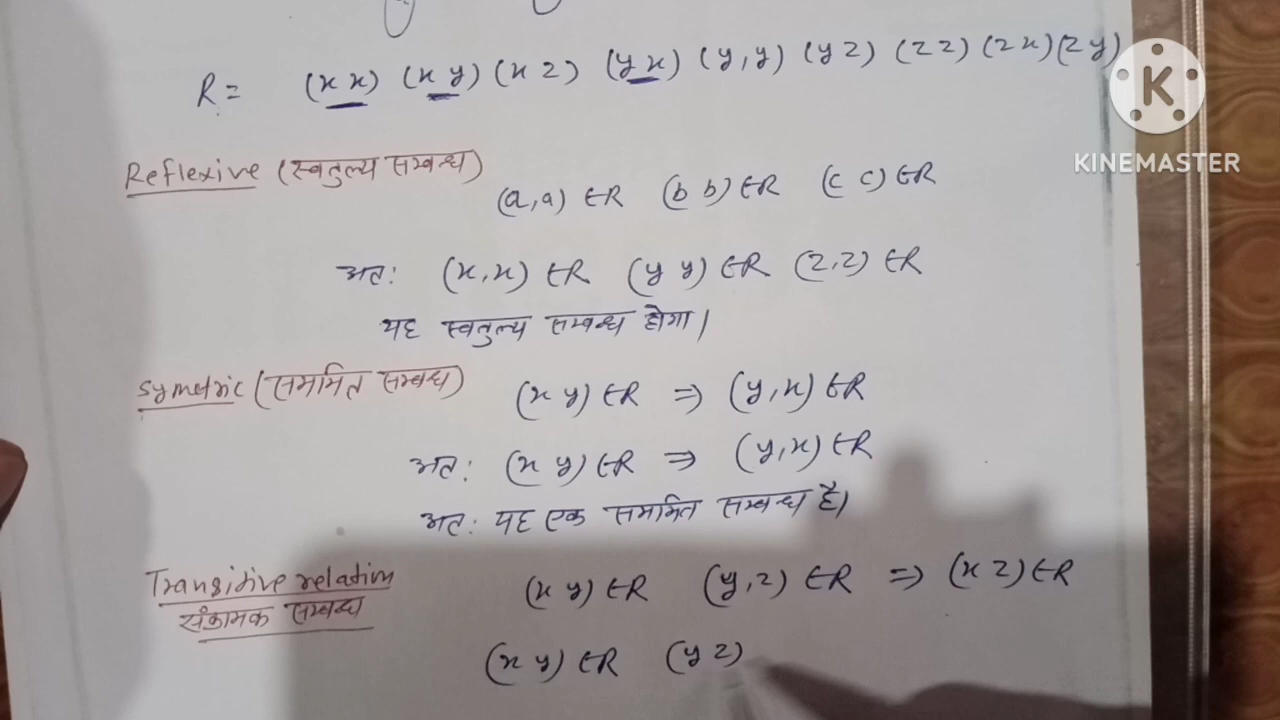 R = (x x) (x y) (x z) (y x) (y, y) (y z) (z z) (z x) (z y)
K
KINEMASTER
Reflexive (स्वतुल्य सम्बन्ध)
(a, a) ∈R (b b) ∈R (c c) ∈R
अत: (x, x) ∈R (y y) ∈R (z, z) ∈R
यह स्वतुल्य सम्बन्ध होगा।
Symetric (सममित सम्बन्ध)
(x y) ∈R ⇒ (y, x) ∈R
अत: (x y) ∈R ⇒ (y, x) ∈R
अत: यह एक सममित सम्बन्ध है।
Transitive relation
संक्रामक सम्बन्ध
(x y) ∈R (y, z) ∈R ⇒ (x z) ∈R
(x y) ∈R (y z)